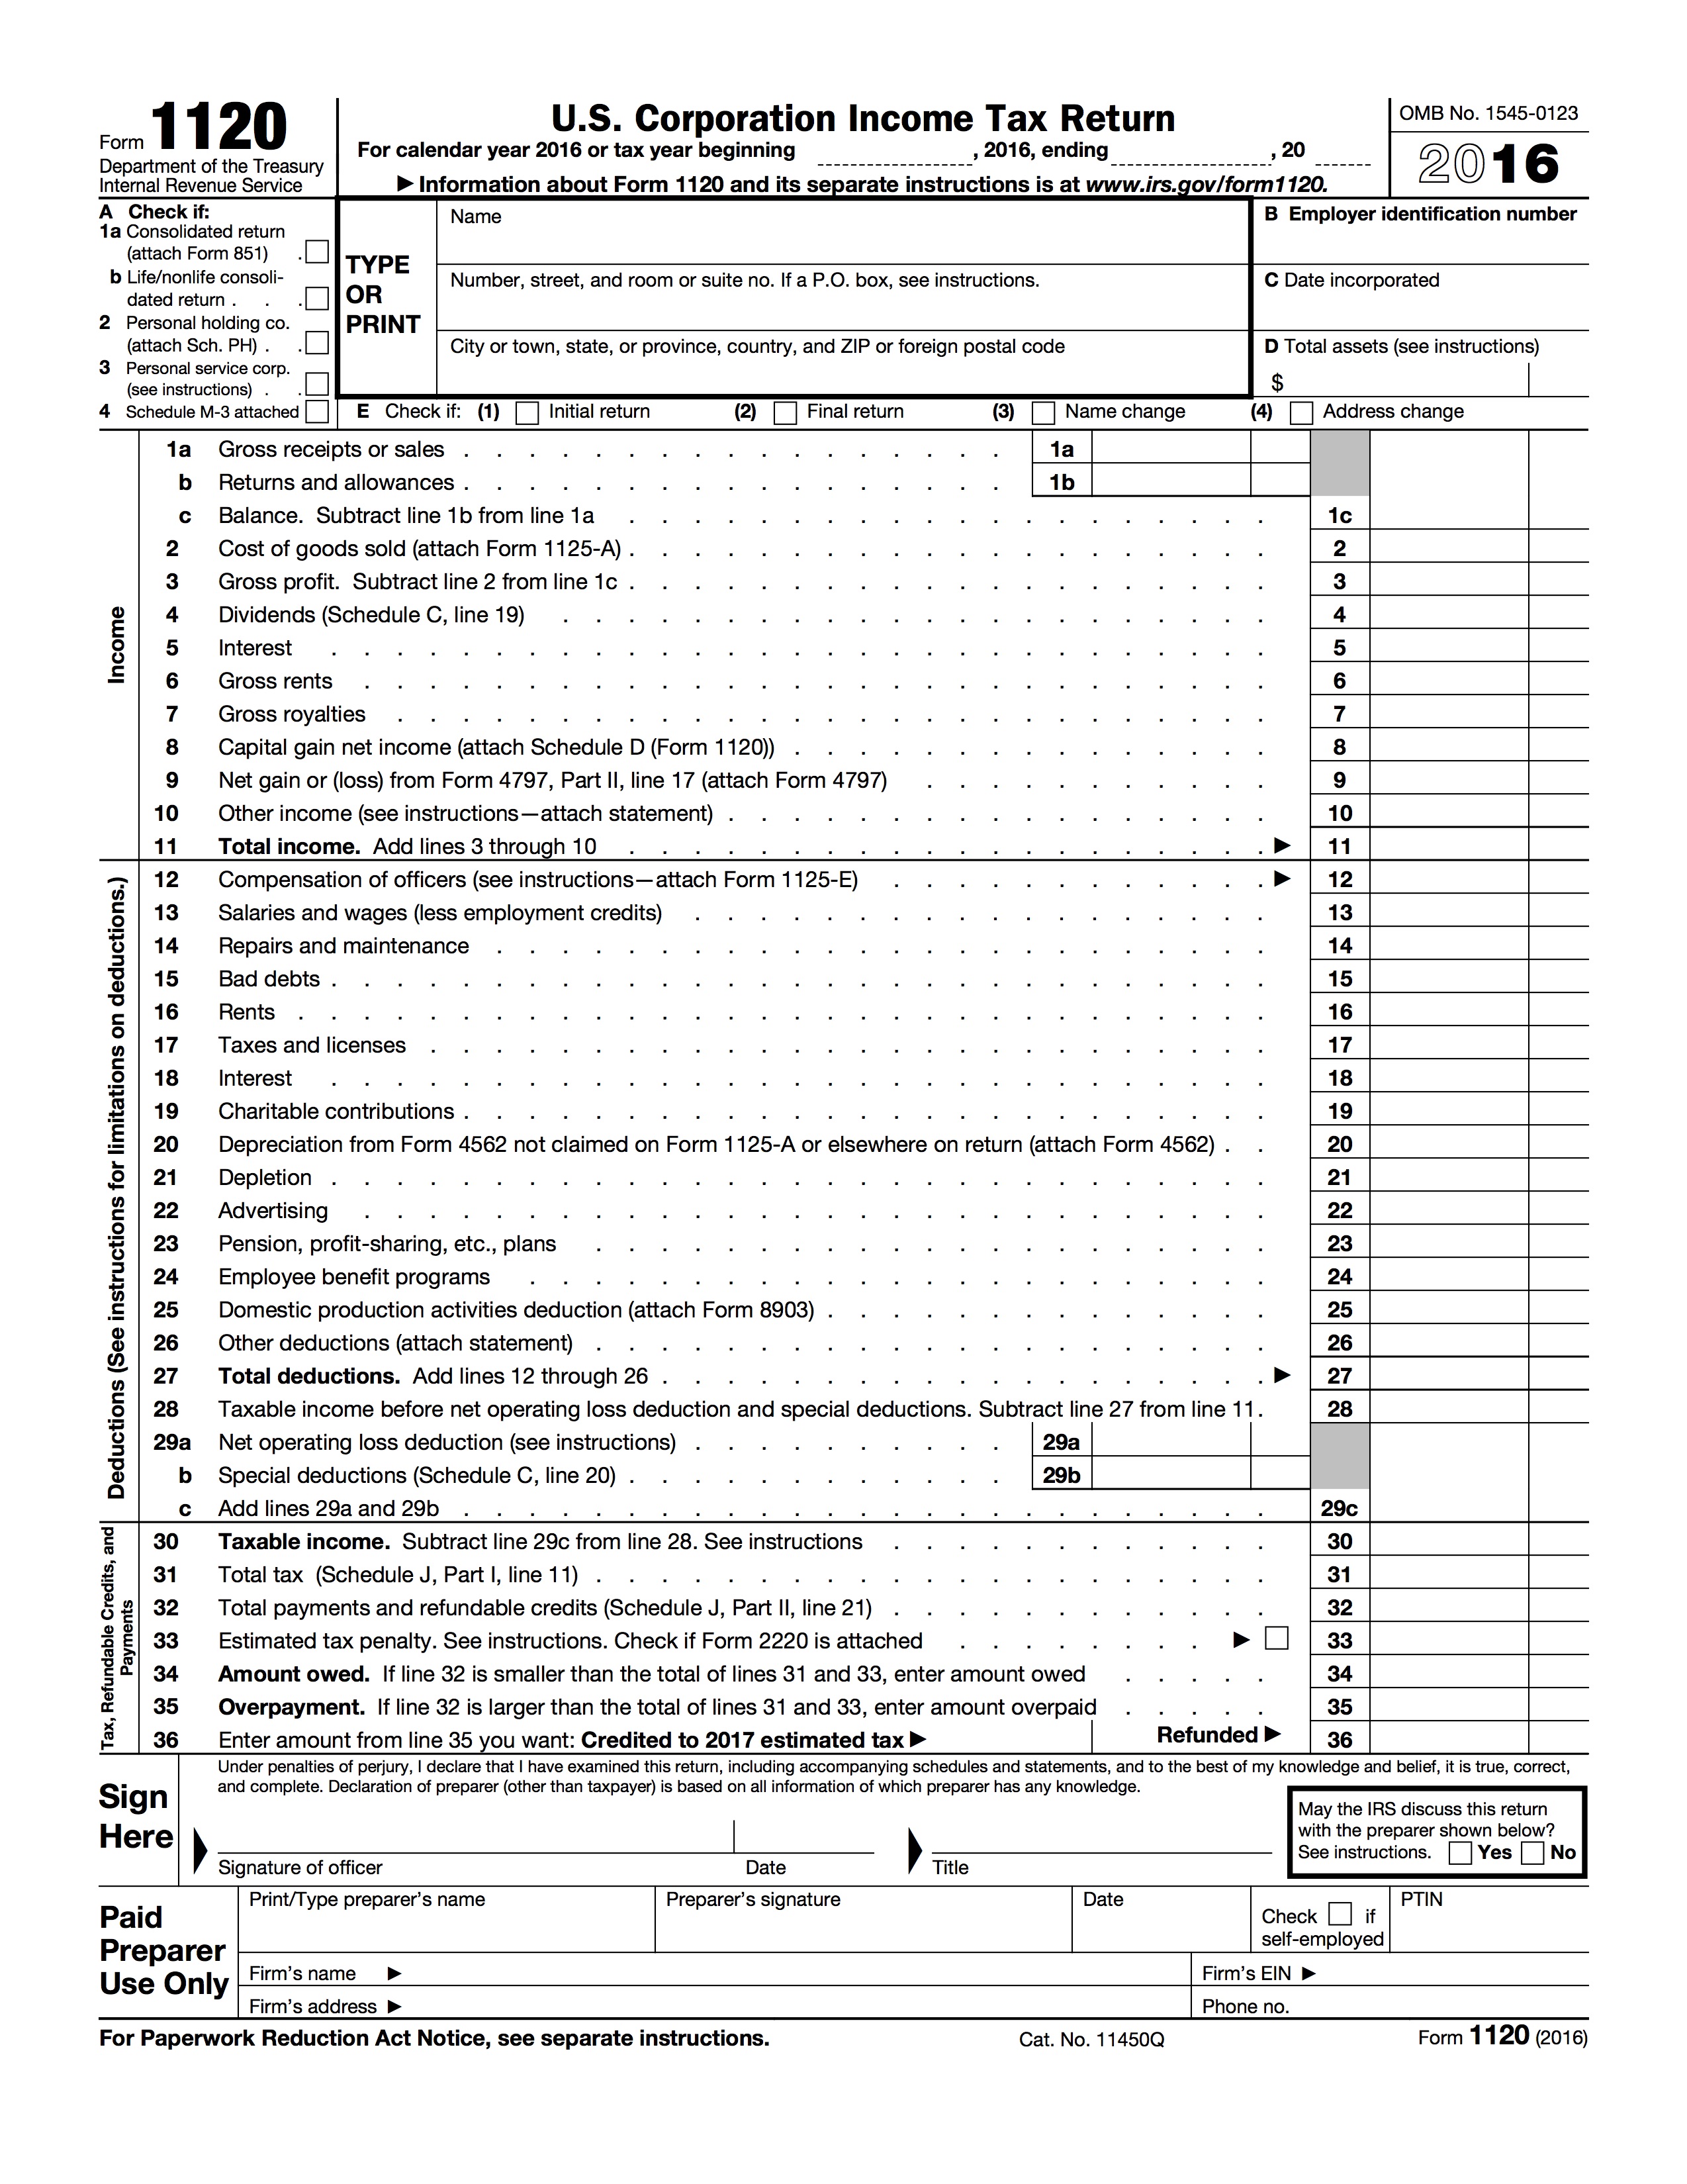 Form 1120
Department of the Treasury
Internal Revenue Service
U.S. Corporation Income Tax Return
For calendar year 2016 or tax year beginning , 2016, ending , 20
▶ Information about Form 1120 and its separate instructions is at www.irs.gov/form1120.
OMB No. 1545-0123
2016
A Check if:
1a Consolidated return
(attach Form 851) .
b Life/nonlife consoli-
dated return . . .
2 Personal holding co.
(attach Sch. PH) . .
3 Personal service corp.
(see instructions) . .
4 Schedule M-3 attached
TYPE
OR
PRINT
Name
Number, street, and room or suite no. If a P.O. box, see instructions.
City or town, state, or province, country, and ZIP or foreign postal code
B Employer identification number
C Date incorporated
D Total assets (see instructions)
$
E Check if: (1) Initial return (2) Final return (3) Name change (4) Address change
Income
1a Gross receipts or sales 1a
b Returns and allowances 1b
c Balance. Subtract line 1b from line 1a 1c
2 Cost of goods sold (attach Form 1125-A) 2
3 Gross profit. Subtract line 2 from line 1c 3
4 Dividends (Schedule C, line 19) 4
5 Interest 5
6 Gross rents 6
7 Gross royalties 7
8 Capital gain net income (attach Schedule D (Form 1120)) 8
9 Net gain or (loss) from Form 4797, Part II, line 17 (attach Form 4797) 9
10 Other income (see instructions—attach statement) 10
11 Total income. Add lines 3 through 10 ▶ 11
Deductions (See instructions for limitations on deductions.)
12 Compensation of officers (see instructions—attach Form 1125-E) ▶ 12
13 Salaries and wages (less employment credits) 13
14 Repairs and maintenance 14
15 Bad debts 15
16 Rents 16
17 Taxes and licenses 17
18 Interest 18
19 Charitable contributions 19
20 Depreciation from Form 4562 not claimed on Form 1125-A or elsewhere on return (attach Form 4562) 20
21 Depletion 21
22 Advertising 22
23 Pension, profit-sharing, etc., plans 23
24 Employee benefit programs 24
25 Domestic production activities deduction (attach Form 8903) 25
26 Other deductions (attach statement) 26
27 Total deductions. Add lines 12 through 26 ▶ 27
28 Taxable income before net operating loss deduction and special deductions. Subtract line 27 from line 11. 28
29a Net operating loss deduction (see instructions) 29a
b Special deductions (Schedule C, line 20) 29b
c Add lines 29a and 29b 29c
Tax, Refundable Credits, and
Payments
30 Taxable income. Subtract line 29c from line 28. See instructions 30
31 Total tax (Schedule J, Part I, line 11) 31
32 Total payments and refundable credits (Schedule J, Part II, line 21) 32
33 Estimated tax penalty. See instructions. Check if Form 2220 is attached ▶ 33
34 Amount owed. If line 32 is smaller than the total of lines 31 and 33, enter amount owed 34
35 Overpayment. If line 32 is larger than the total of lines 31 and 33, enter amount overpaid 35
36 Enter amount from line 35 you want: Credited to 2017 estimated tax ▶ Refunded ▶ 36
Sign
Here
Under penalties of perjury, I declare that I have examined this return, including accompanying schedules and statements, and to the best of my knowledge and belief, it is true, correct,
and complete. Declaration of preparer (other than taxpayer) is based on all information of which preparer has any knowledge.
Signature of officer Date Title
May the IRS discuss this return
with the preparer shown below?
See instructions. Yes No
Paid
Preparer
Use Only
Print/Type preparer's name Preparer's signature Date
Check if
self-employed
PTIN
Firm's name ▶ Firm's EIN ▶
Firm's address ▶ Phone no.
For Paperwork Reduction Act Notice, see separate instructions. Cat. No. 11450Q Form 1120 (2016)